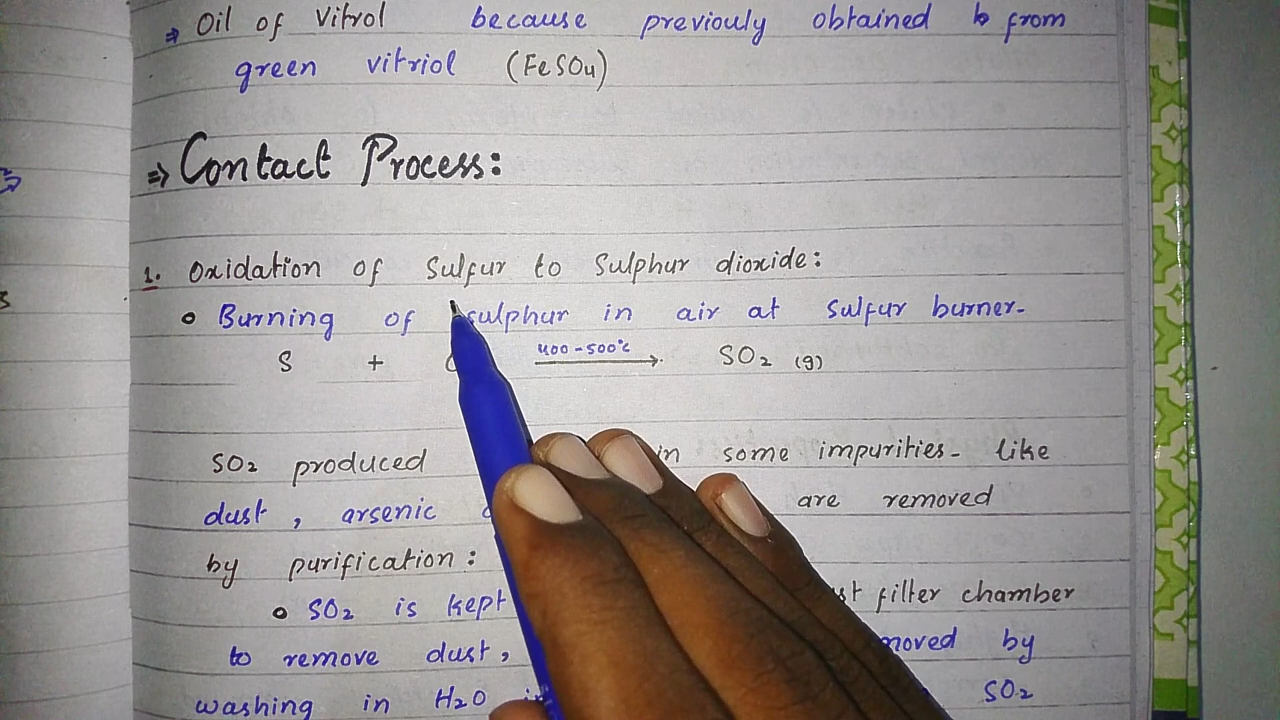 ⇒ Oil of Vitrol because previouly obtained from
green vitriol (FeSO4)
⇒ Contact Process:
1. Oxidation of Sulfur to Sulphur dioxide:
Burning of sulphur in air at sulfur burner.
S + 400-500°c → SO₂ (g)
SO₂ produced in some impurities. like
dust, arsenic are removed
by purification:
SO₂ is kept filter chamber
to remove dust, by
washing in H₂O SO₂